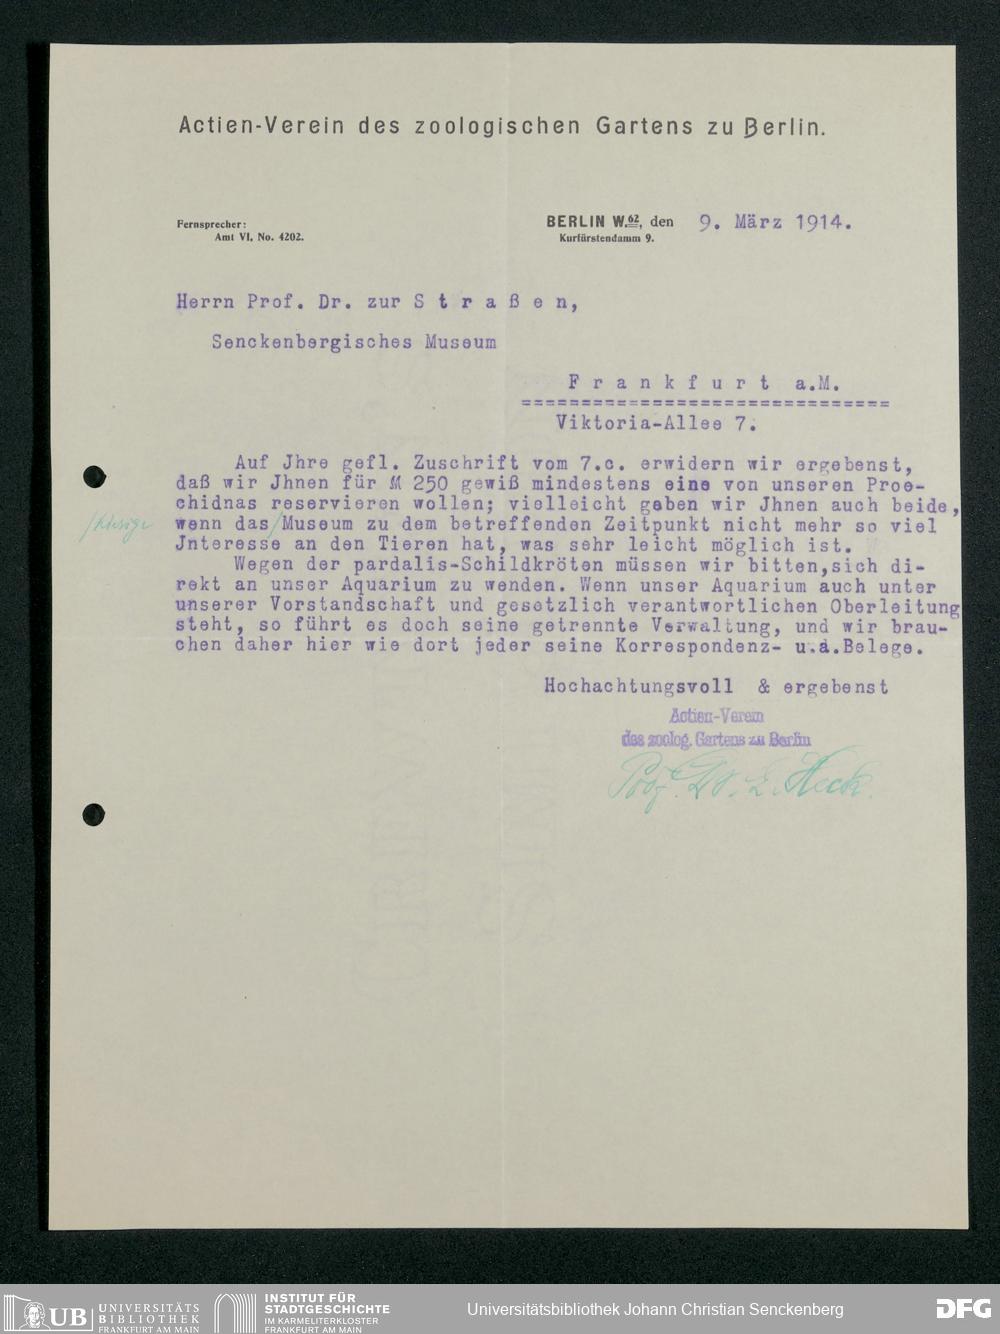 Actien-Verein des zoologischen Gartens zu Berlin.
Fernsprecher:
Amt VI, No. 4202.
BERLIN W.62, den 9. März 1914.
Kurfürstendamm 9.
Herrn Prof. Dr. zur S t r a ß e n,
Senckenbergisches Museum
F r a n k f u r t a.M.
===============================
Viktoria-Allee 7.
Auf Jhre gefl. Zuschrift vom 7.c. erwidern wir ergebenst,
daß wir Jhnen für M 250 gewiß mindestens eine von unseren Proe-
chidnas reservieren wollen; vielleicht geben wir Jhnen auch beide,
/hiesige
wenn das/Museum zu dem betreffenden Zeitpunkt nicht mehr so viel
Jnteresse an den Tieren hat, was sehr leicht möglich ist.
Wegen der pardalis-Schildkröten müssen wir bitten,sich di-
rekt an unser Aquarium zu wenden. Wenn unser Aquarium auch unter
unserer Vorstandschaft und gesetzlich verantwortlichen Oberleitung
steht, so führt es doch seine getrennte Verwaltung, und wir brau-
chen daher hier wie dort jeder seine Korrespondenz- u.a.Belege.
Hochachtungsvoll & ergebenst
Actien-Verein
des zoolog. Gartens zu Berlin
Prof. Dr. L. Heck.
UB UNIVERSITÄTS
BIBLIOTHEK
FRANKFURT AM MAIN
INSTITUT FÜR
STADTGESCHICHTE
IM KARMELITERKLOSTER
FRANKFURT AM MAIN
Universitätsbibliothek Johann Christian Senckenberg
DFG